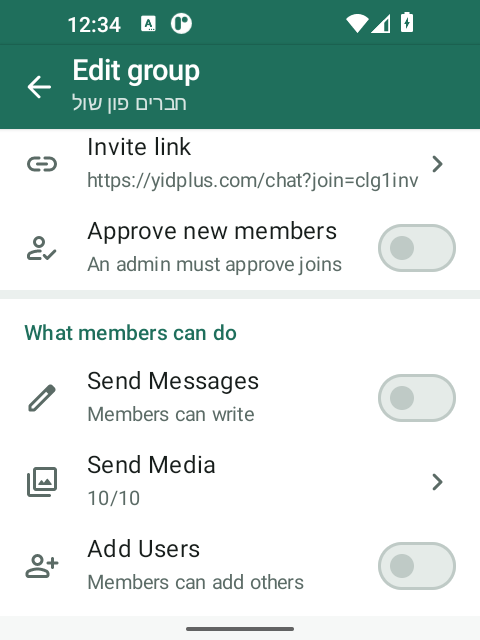 12:34
Edit group
חברים פון שול
Invite link
https://yidplus.com/chat?join=clg1inv
Approve new members
An admin must approve joins
What members can do
Send Messages
Members can write
Send Media
10/10
Add Users
Members can add others